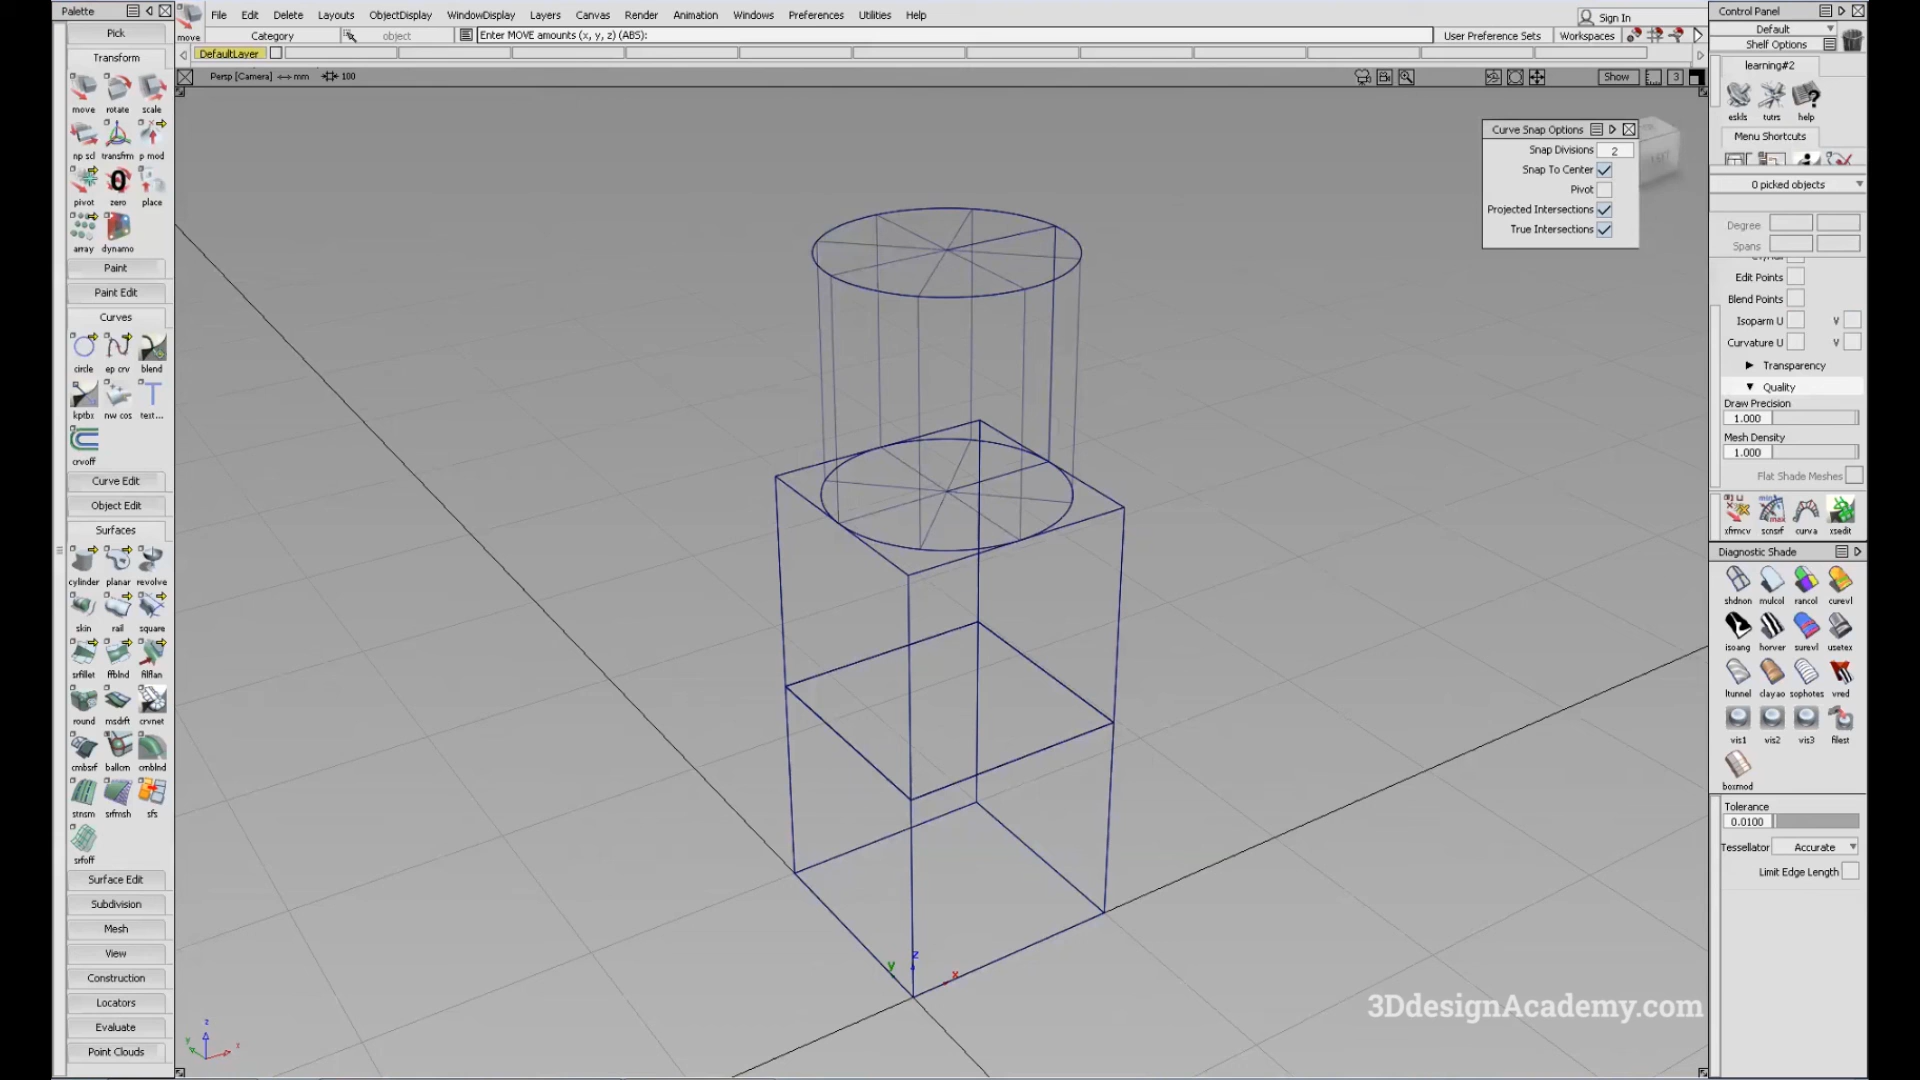 Palette
Pick
Transform
move rotate scale
np scl transfrm p mod
pivot zero place
array dynamo
Paint
Paint Edit
Curves
circle ep crv blend
kptbx nw cos text...
crvoff
Curve Edit
Object Edit
Surfaces
cylinder planar revolve
skin rail square
srfillet ffblnd filflan
round msdrft crvnet
cmbsrf ballcrn cmblnd
stnsm srfmsh sfs
srfoff
Surface Edit
Subdivision
Mesh
View
Construction
Locators
Evaluate
Point Clouds
move
File Edit Delete Layouts ObjectDisplay WindowDisplay Layers Canvas Render Animation Windows Preferences Utilities Help
Sign In
Category object Enter MOVE amounts (x, y, z) (ABS): User Preference Sets Workspaces
DefaultLayer
Persp [Camera] mm 100
Show 3
Curve Snap Options
Snap Divisions 2
Snap To Center
Pivot
Projected Intersections
True Intersections
LEFT
y z x
z
y x
3DdesignAcademy.com
Control Panel
Default
Shelf Options
learning#2
eskls tutrs help
Menu Shortcuts
0 picked objects
Degree
Spans
Edit Points
Blend Points
Isoparm U V
Curvature U V
Transparency
Quality
Draw Precision
1.000
Mesh Density
1.000
Flat Shade Meshes
xfrmcv scnsrf curva xsedit
Diagnostic Shade
shdnon mulcol rancol curevl
isoang horver surevl usetex
ltunnel clayao sophotes vred
vis1 vis2 vis3 filest
boxmod
Tolerance
0.0100
Tessellator Accurate
Limit Edge Length